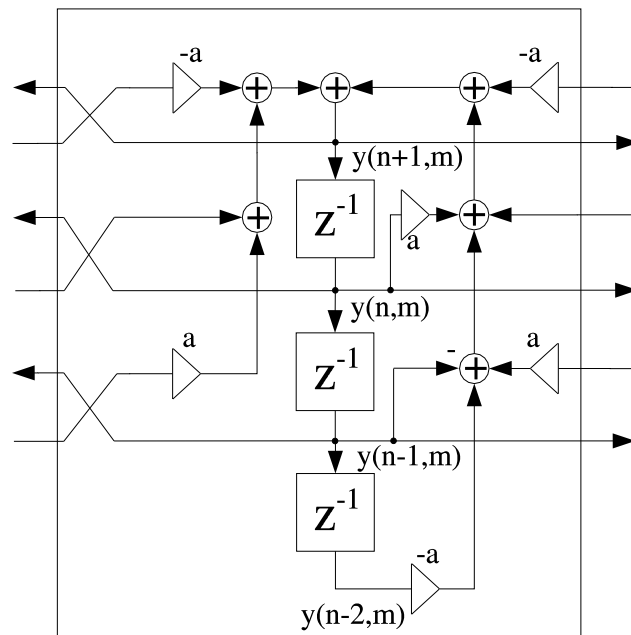 -a
-a
+
+
+
y(n+1,m)
z⁻¹
a
+
+
y(n,m)
a
z⁻¹
-
+
a
y(n-1,m)
z⁻¹
-a
y(n-2,m)